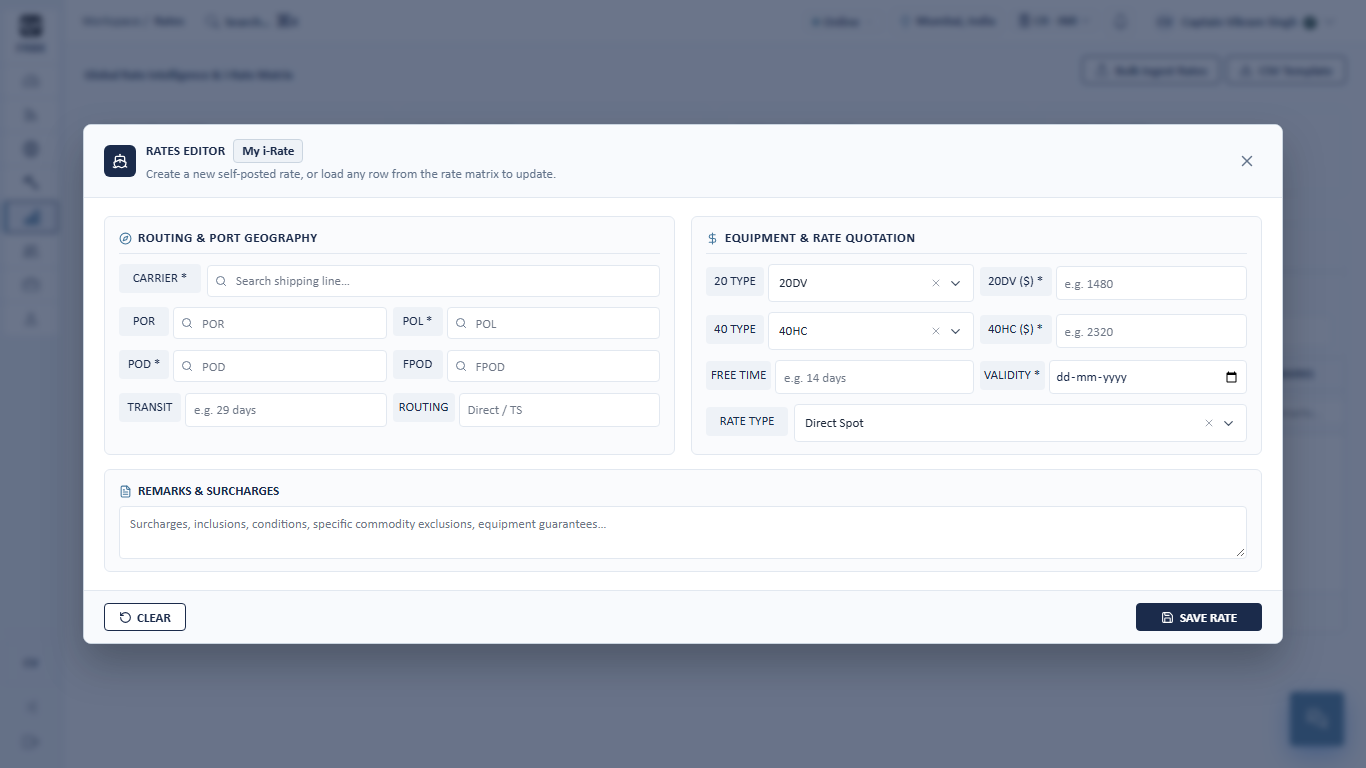 RATES EDITOR My i-Rate
Create a new self-posted rate, or load any row from the rate matrix to update.
ROUTING & PORT GEOGRAPHY
CARRIER * Search shipping line...
POR POR POL * POL
POD * POD FPOD FPOD
TRANSIT e.g. 29 days ROUTING Direct / TS
EQUIPMENT & RATE QUOTATION
20 TYPE 20DV 20DV ($) * e.g. 1480
40 TYPE 40HC 40HC ($) * e.g. 2320
FREE TIME e.g. 14 days VALIDITY * dd-mm-yyyy
RATE TYPE Direct Spot
REMARKS & SURCHARGES
Surcharges, inclusions, conditions, specific commodity exclusions, equipment guarantees...
CLEAR SAVE RATE